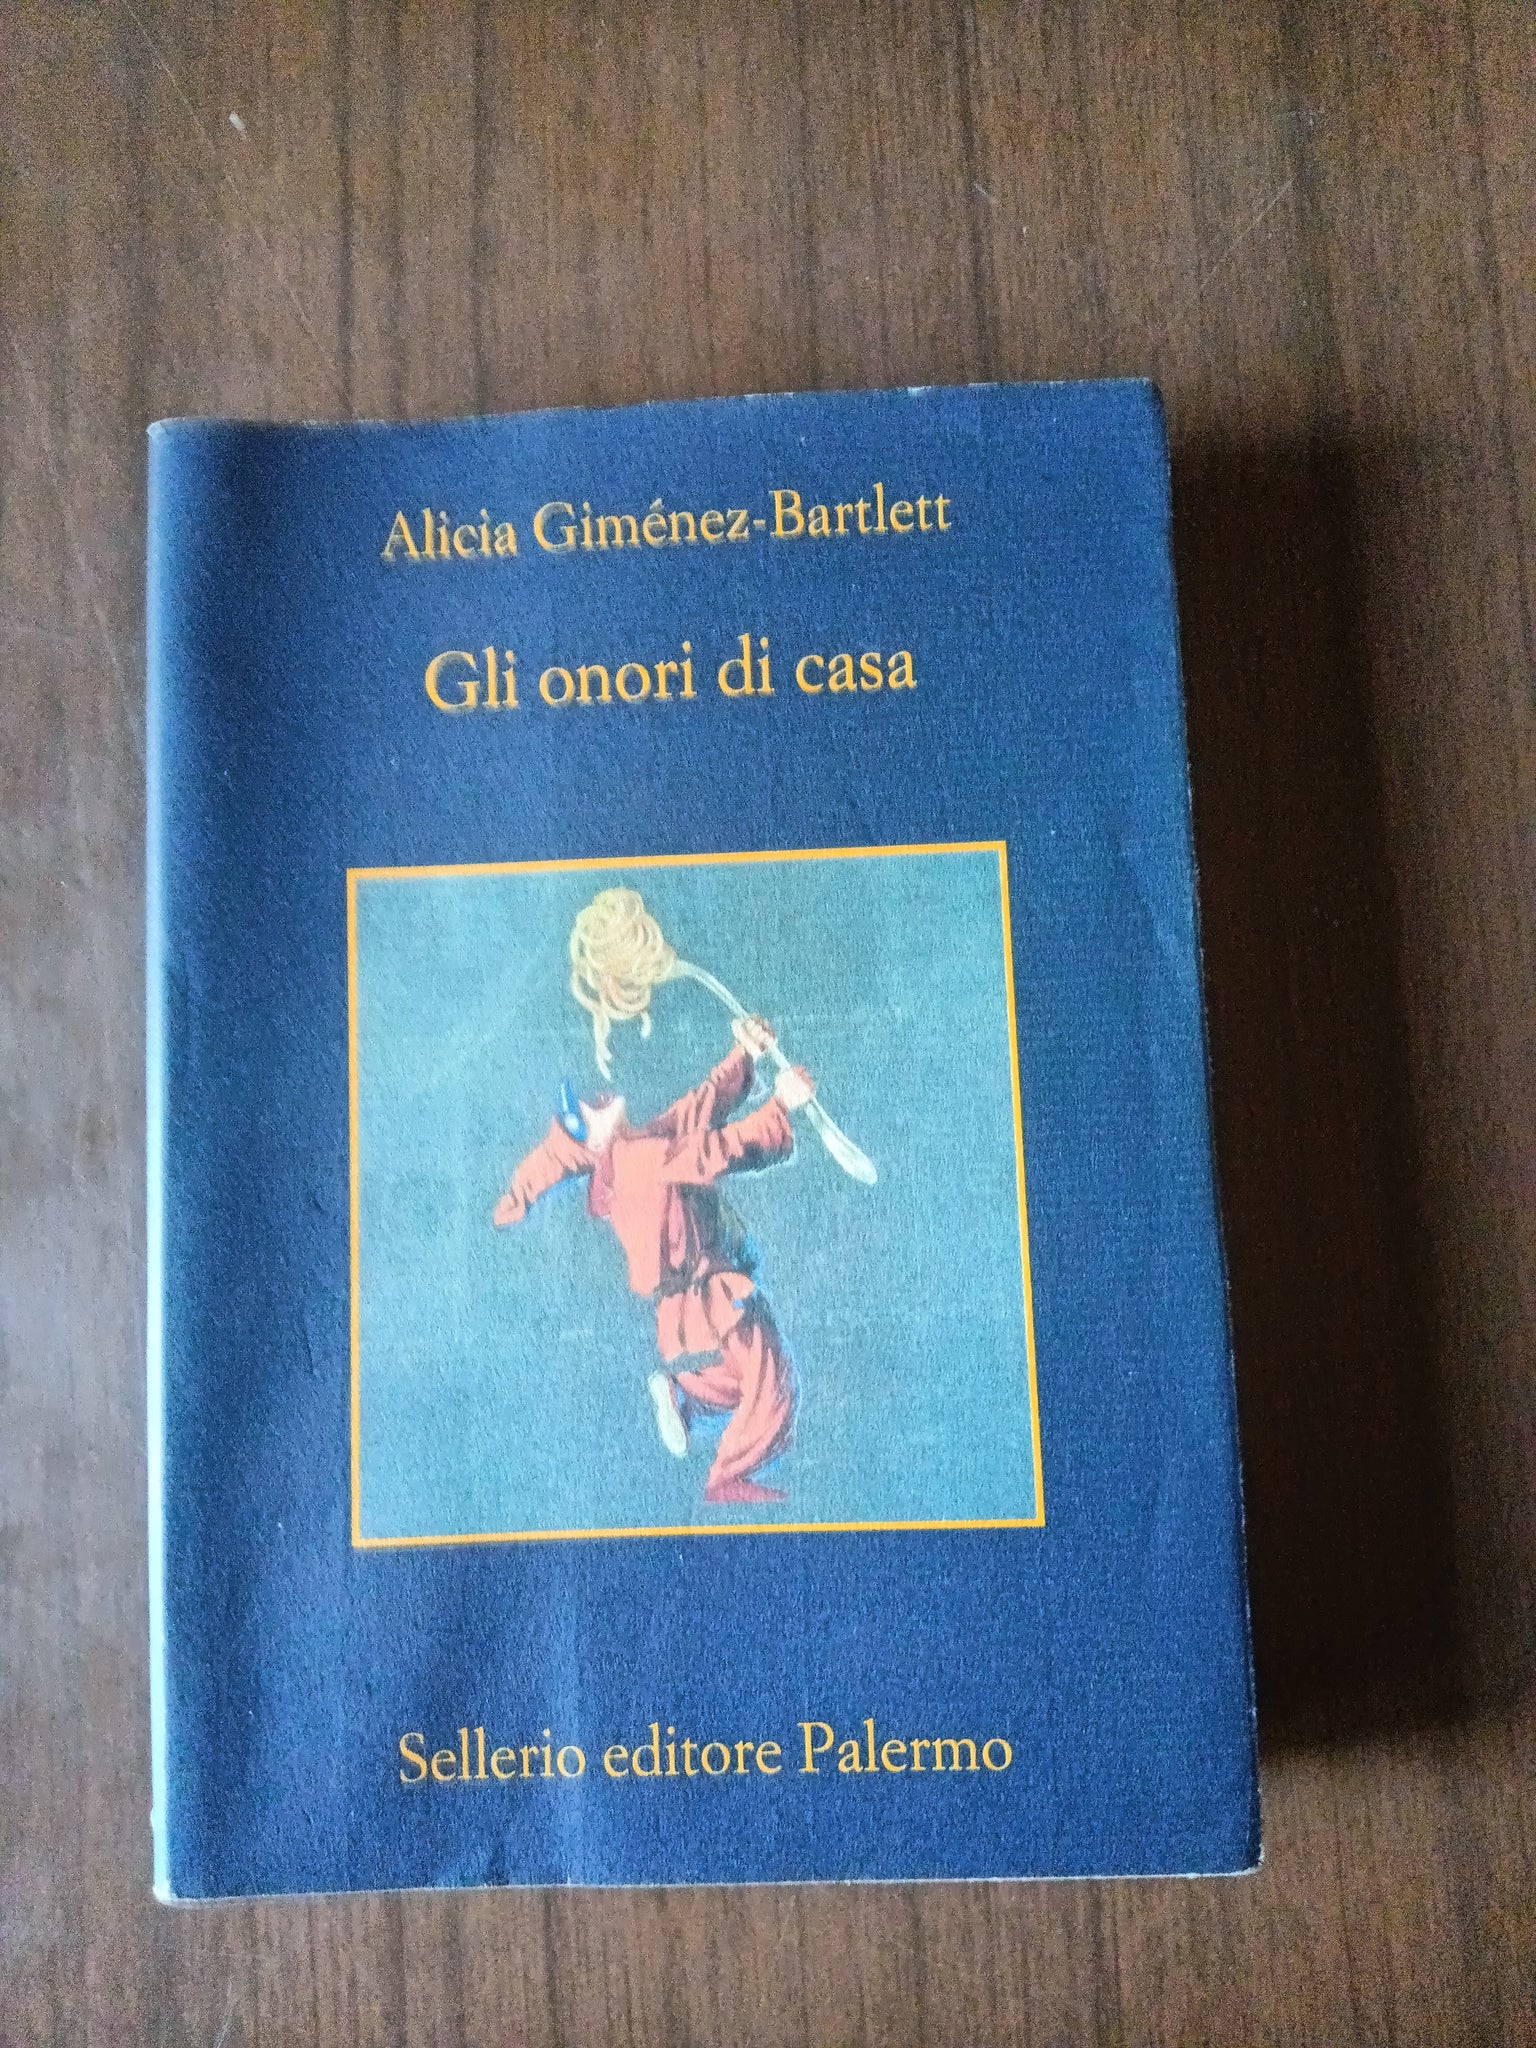 Alicia Giménez-Bartlett
Gli onori di casa
Sellerio editore Palermo